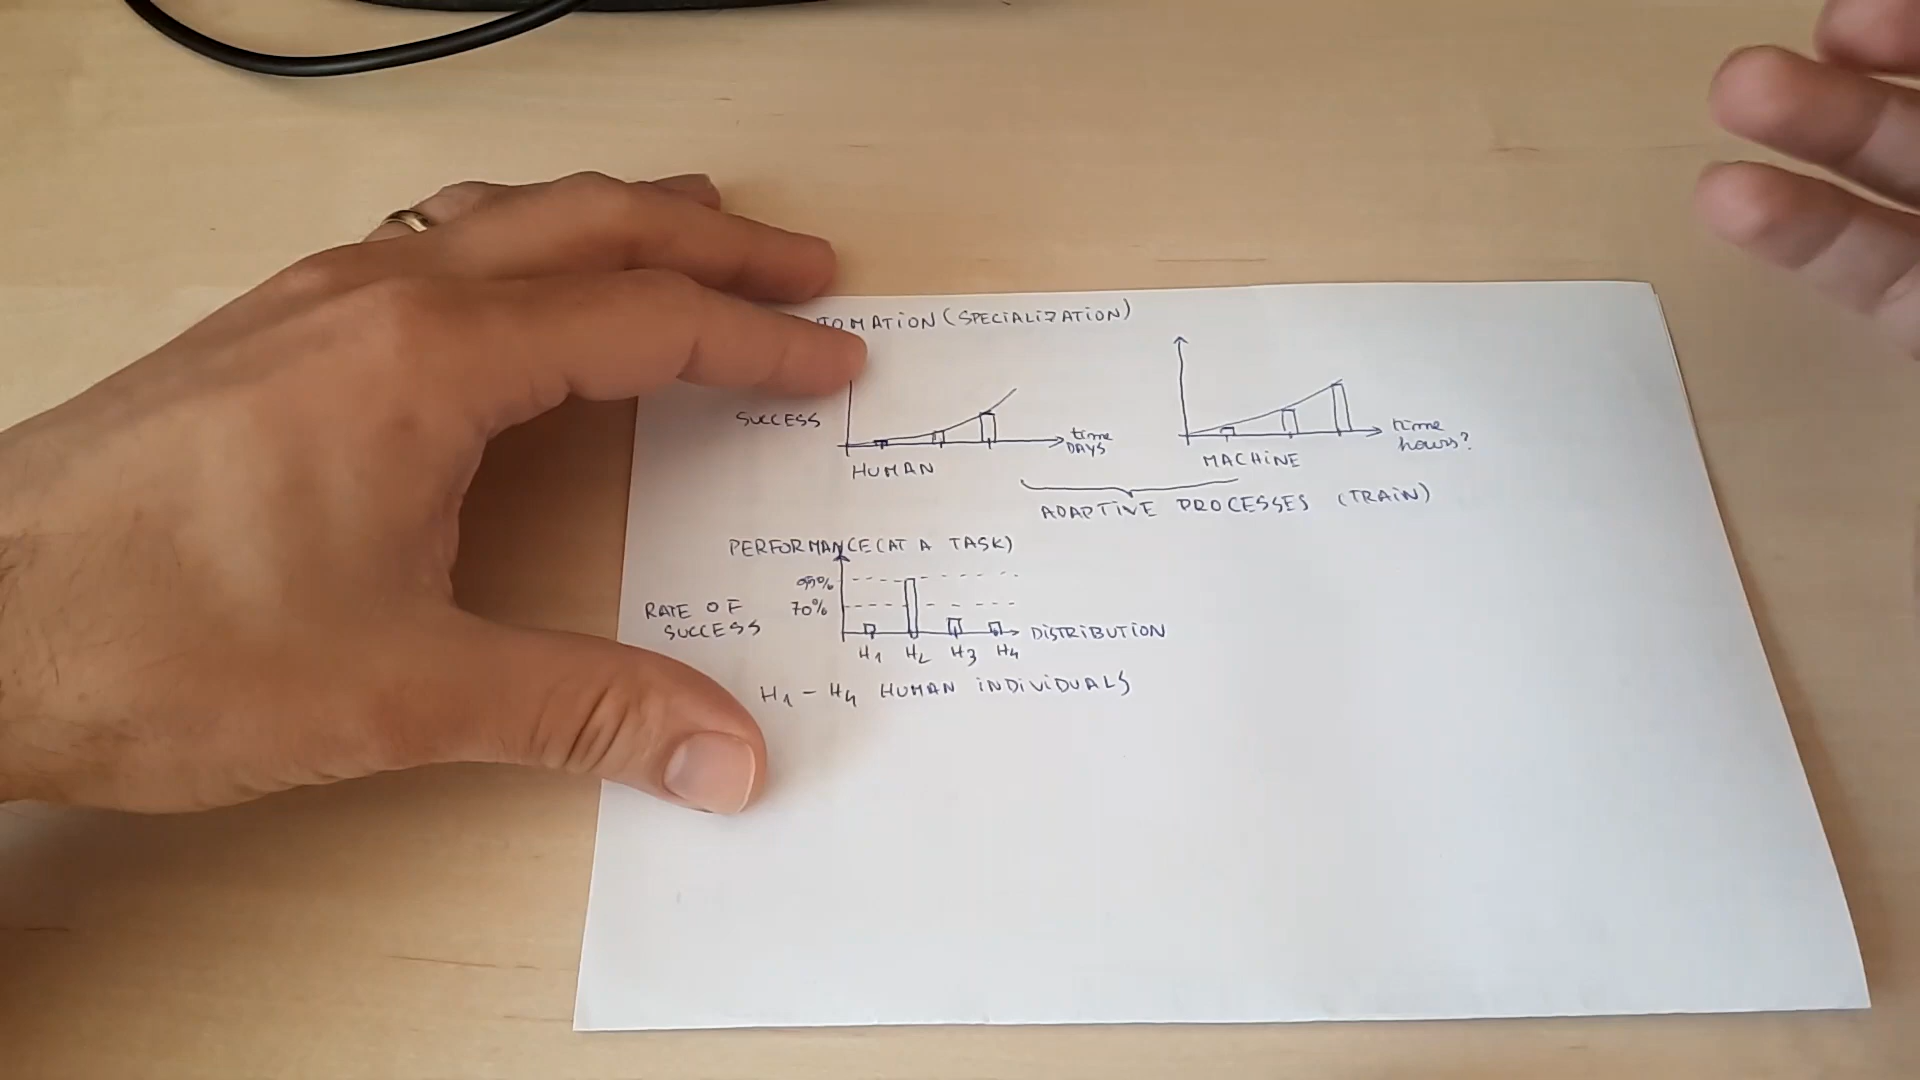 TOMATION (SPECIALIZATION)
SUCCESS
time
DAYS
HUMAN
time
hours?
MACHINE
ADAPTIVE PROCESSES (TRAIN)
PERFORMANCE (AT A TASK)
99%
70%
RATE OF
SUCCESS
DISTRIBUTION
H1 H2 H3 H4
H1 - H4 HUMAN INDIVIDUALS